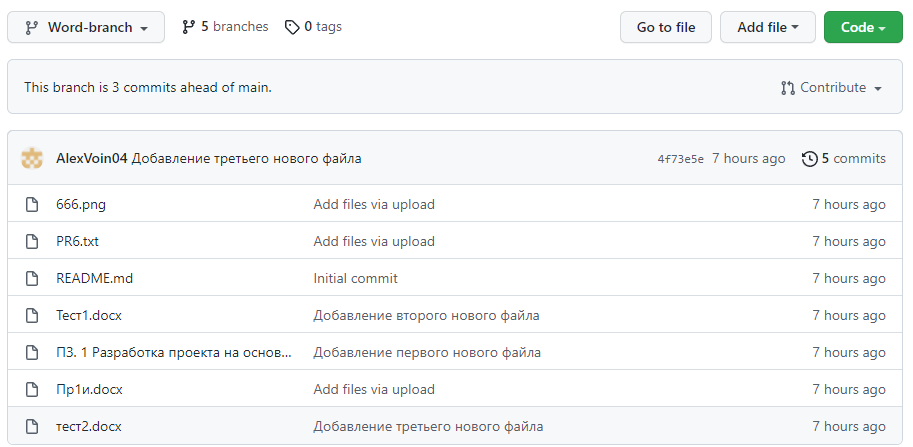 Word-branch 5 branches 0 tags Go to file Add file Code
This branch is 3 commits ahead of main. Contribute
AlexVoin04 Добавление третьего нового файла 4f73e5e 7 hours ago 5 commits
666.png Add files via upload 7 hours ago
PR6.txt Add files via upload 7 hours ago
README.md Initial commit 7 hours ago
Тест1.docx Добавление второго нового файла 7 hours ago
ПЗ. 1 Разработка проекта на основ... Добавление первого нового файла 7 hours ago
Пр1и.docx Add files via upload 7 hours ago
тест2.docx Добавление третьего нового файла 7 hours ago